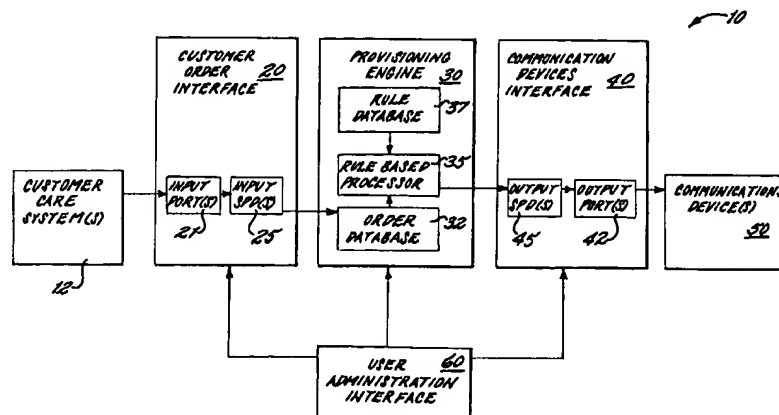 10
CUSTOMER
ORDER
INTERFACE 20
INPUT
PORT(S)
21
INPUT
SPD(S)
25
PROVISIONING
ENGINE 30
RULE
DATABASE
37
RULE BASED
PROCESSOR
35
ORDER
DATABASE
32
COMMUNICATION
DEVICES
INTERFACE 40
OUTPUT
SPD(S)
45
OUTPUT
PORT(S)
42
CUSTOMER
CARE
SYSTEM(S)
12
COMMUNICATIONS
DEVICE(S)
50
USER 60
ADMINISTRATION
INTERFACE